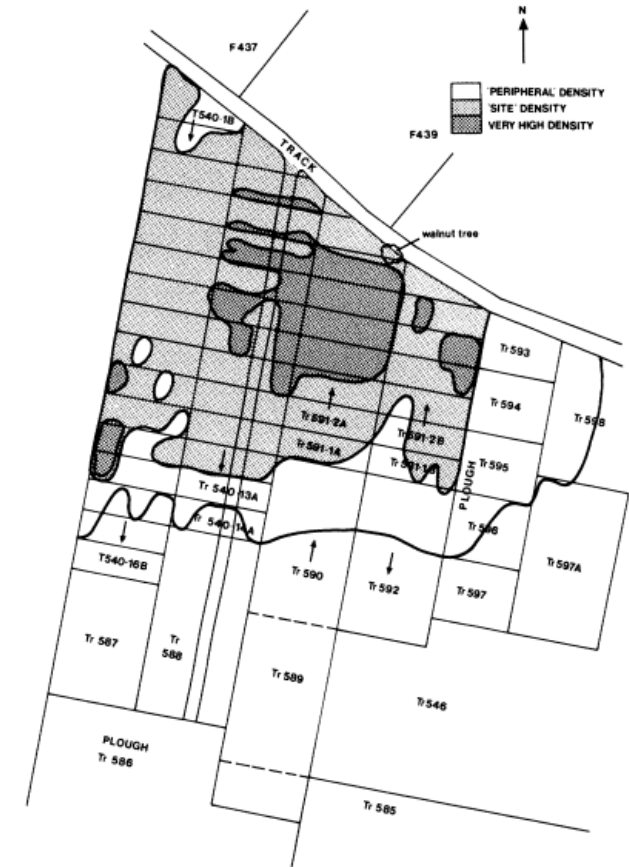 N
F437
'PERIPHERAL' DENSITY
'SITE' DENSITY
VERY HIGH DENSITY
T540·1B
TRACK
F439
walnut tree
Tr 593
Tr 594
Tr 598
Tr 591·2A
Tr 591·2B
Tr 591·1A
Tr 595
PLOUGH
Tr 540·13A
Tr 540·14A
Tr 596
T540·16B
Tr 590
Tr 592
Tr 597
Tr 597A
Tr 587
Tr
588
Tr 589
Tr 546
PLOUGH
Tr 586
Tr 585